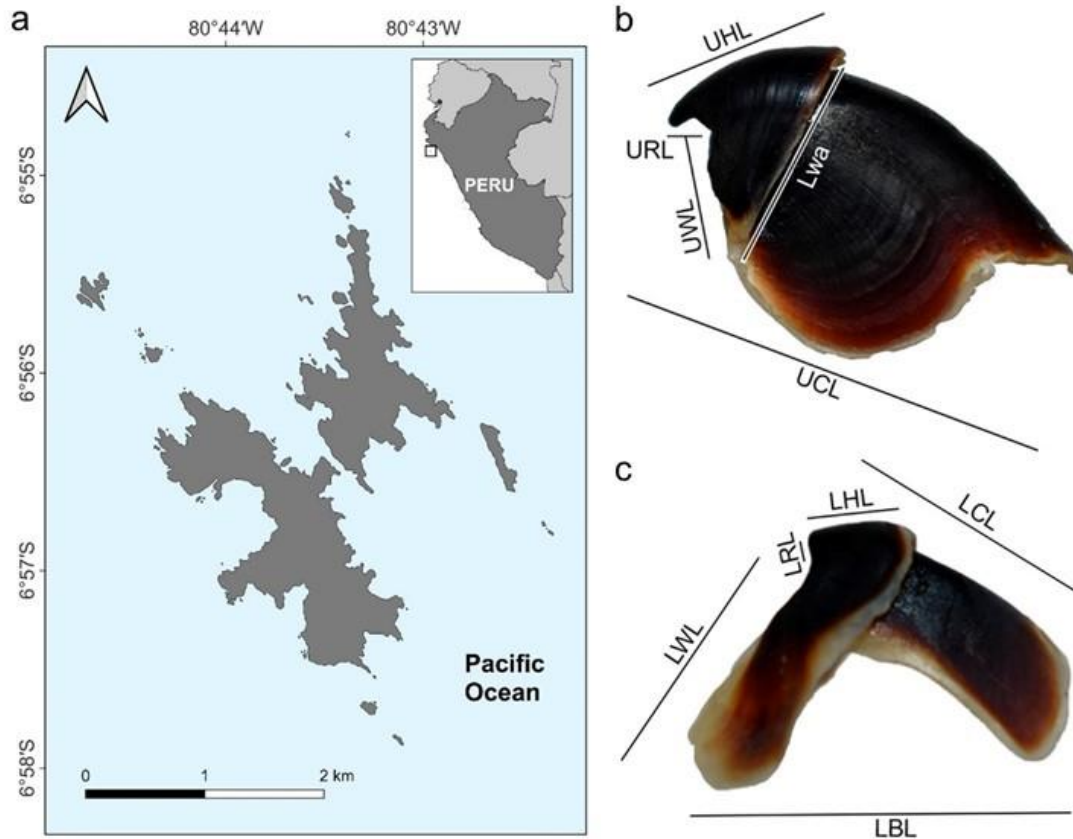 a
80°44'W 80°43'W
6°55'S
6°56'S
6°57'S
6°58'S
PERU
Pacific
Ocean
0 1 2 km
b
UHL
URL
UWL
Lwa
UCL
c
LHL
LCL
LRL
LWL
LBL